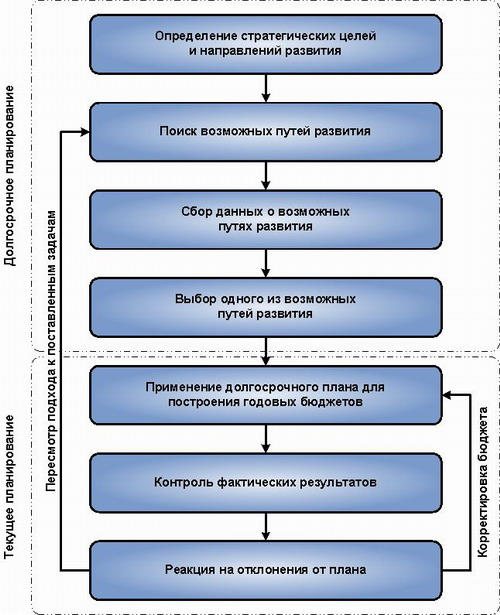 Определение стратегических целей
и направлений развития
Поиск возможных путей развития
Сбор данных о возможных
путях развития
Выбор одного из возможных
путей развития
Применение долгосрочного плана для
построения годовых бюджетов
Контроль фактических результатов
Реакция на отклонения от плана
Долгосрочное планирование
Текущее планирование
Пересмотр подхода к поставленным задачам
Корректировка бюджета